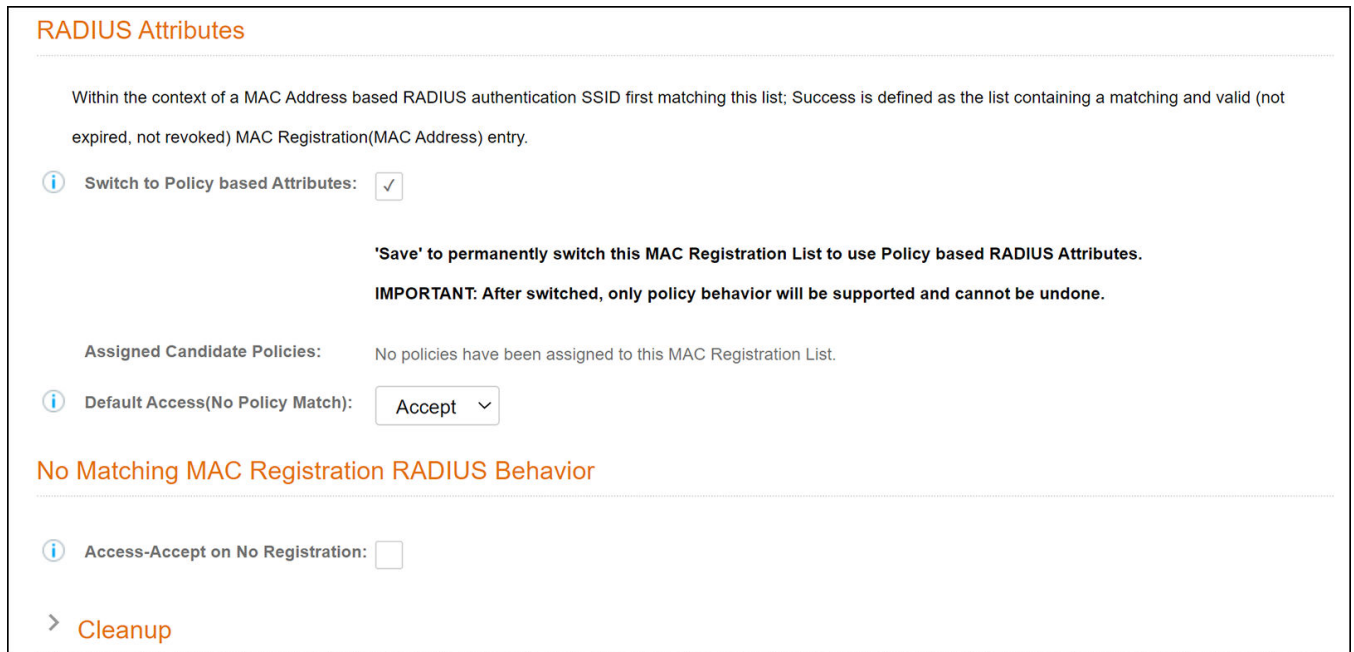 RADIUS Attributes
Within the context of a MAC Address based RADIUS authentication SSID first matching this list; Success is defined as the list containing a matching and valid (not
expired, not revoked) MAC Registration(MAC Address) entry.
Switch to Policy based Attributes:
'Save' to permanently switch this MAC Registration List to use Policy based RADIUS Attributes.
IMPORTANT: After switched, only policy behavior will be supported and cannot be undone.
Assigned Candidate Policies: No policies have been assigned to this MAC Registration List.
Default Access(No Policy Match): Accept
No Matching MAC Registration RADIUS Behavior
Access-Accept on No Registration:
Cleanup